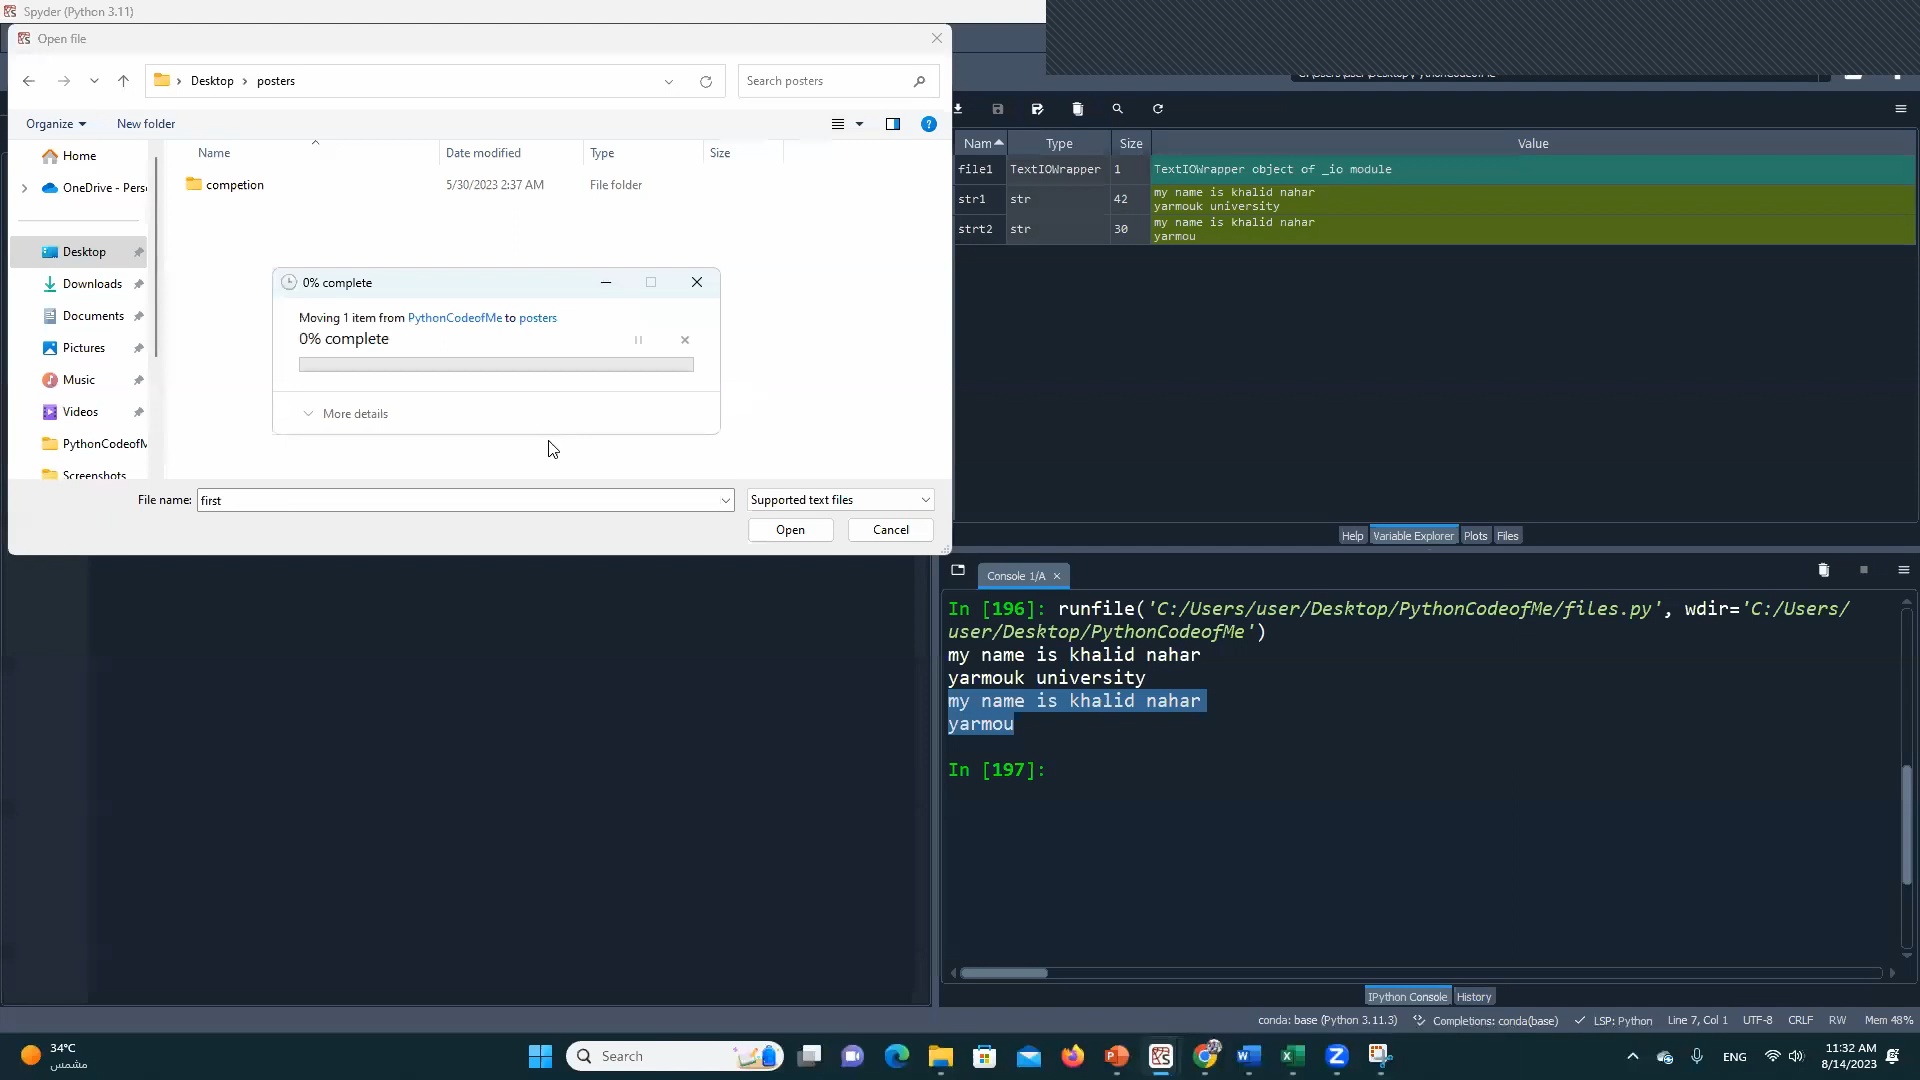 Spyder (Python 3.11)
Open file
Desktop
posters
Search posters
Organize
New folder
Name
Date modified
Type
Size
competion
5/30/2023 2:37 AM
File folder
Home
OneDrive - Pers
Desktop
Downloads
Documents
Pictures
Music
Videos
PythonCodeofM
Screenshots
0% complete
Moving 1 item from PythonCodeofMe to posters
0% complete
More details
File name:
first
Supported text files
Open
Cancel
Nam
Type
Size
Value
file1
TextIOWrapper
1
TextIOWrapper object of _io module
str1
str
42
my name is khalid nahar
yarmouk university
strt2
str
30
my name is khalid nahar
yarmou
Help
Variable Explorer
Plots
Files
Console 1/A
In [196]: runfile('C:/Users/user/Desktop/PythonCodeofMe/files.py', wdir='C:/Users/
user/Desktop/PythonCodeofMe')
my name is khalid nahar
yarmouk university
my name is khalid nahar
yarmou
In [197]:
IPython Console
History
conda: base (Python 3.11.3)
Completions: conda(base)
LSP: Python
Line 7, Col 1
UTF-8
CRLF
RW
Mem 48%
34°C
مشمس
Search
ENG
11:32 AM
8/14/2023